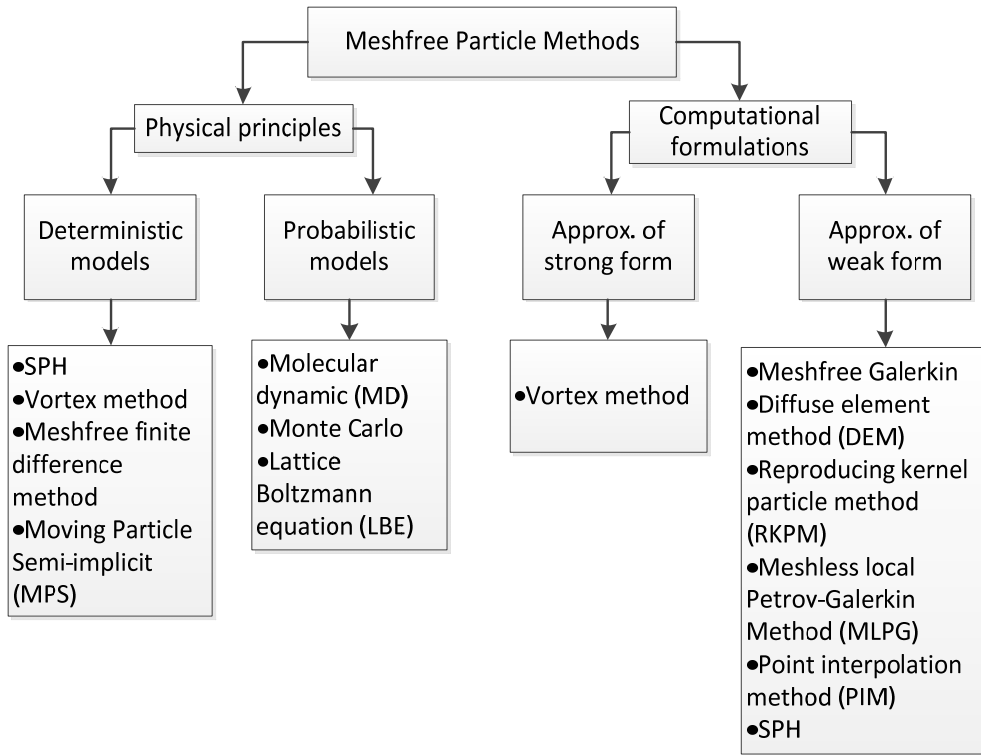 Meshfree Particle Methods
Physical principles
Computational
formulations
Deterministic
models
Probabilistic
models
Approx. of
strong form
Approx. of
weak form
•SPH
•Vortex method
•Meshfree finite
difference
method
•Moving Particle
Semi-implicit
(MPS)
•Molecular
dynamic (MD)
•Monte Carlo
•Lattice
Boltzmann
equation (LBE)
•Vortex method
•Meshfree Galerkin
•Diffuse element
method (DEM)
•Reproducing kernel
particle method
(RKPM)
•Meshless local
Petrov-Galerkin
Method (MLPG)
•Point interpolation
method (PIM)
•SPH